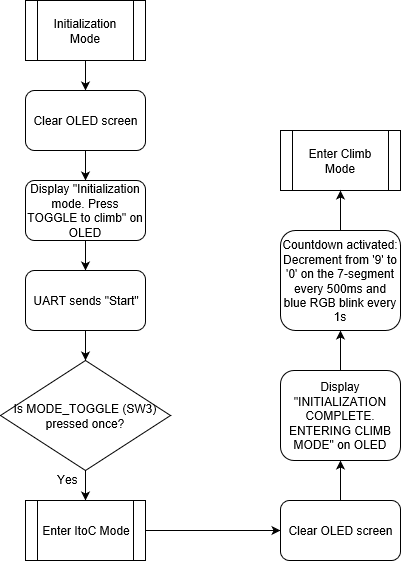 Initialization
Mode
Clear OLED screen
Display "Initialization
mode. Press
TOGGLE to climb" on
OLED
UART sends "Start"
Is MODE_TOGGLE (SW3)
pressed once?
Yes
Enter ItoC Mode
Clear OLED screen
Display
"INITIALIZATION
COMPLETE.
ENTERING CLIMB
MODE" on OLED
Countdown activated:
Decrement from '9' to
'0' on the 7-segment
every 500ms and
blue RGB blink every
1s
Enter Climb
Mode